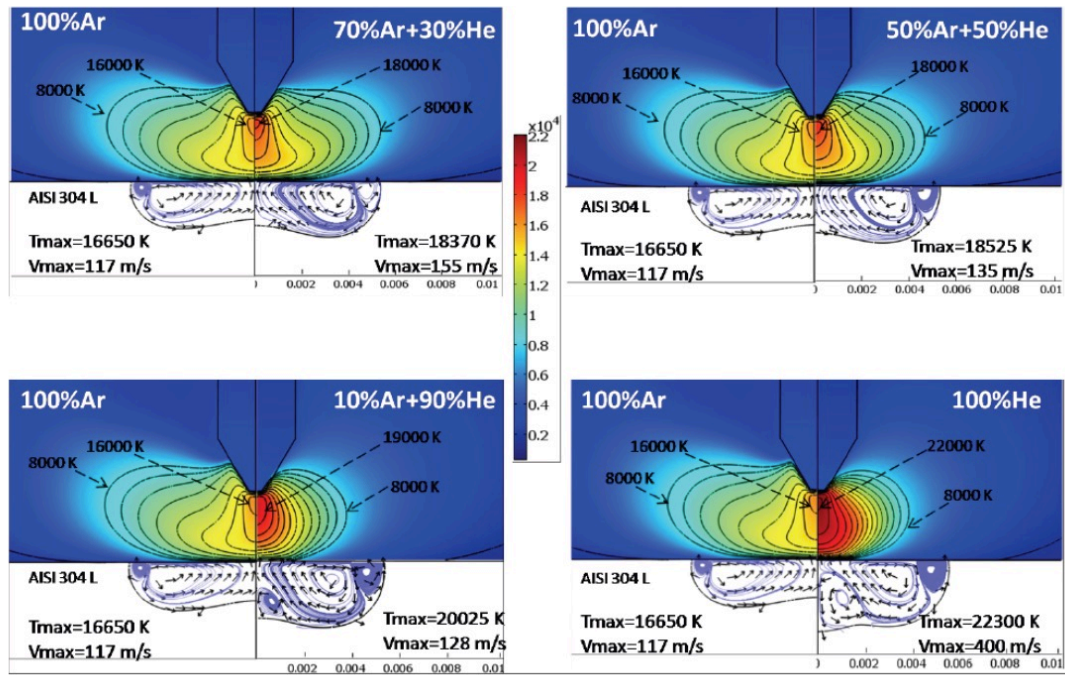 100%Ar
70%Ar+30%He
16000 K
18000 K
8000 K
8000 K
AISI 304 L
Tmax=16650 K
Vmax=117 m/s
Tmax=18370 K
Vmax=155 m/s
0.002 0.004 0.006 0.008 0.01
100%Ar
50%Ar+50%He
16000 K
18000 K
8000 K
8000 K
AISI 304 L
Tmax=16650 K
Vmax=117 m/s
Tmax=18525 K
Vmax=135 m/s
0.002 0.004 0.006 0.008 0.01
x10⁴
2.2
2
1.8
1.6
1.4
1.2
1
0.8
0.6
0.4
0.2
100%Ar
10%Ar+90%He
16000 K
19000 K
8000 K
8000 K
AISI 304 L
Tmax=16650 K
Vmax=117 m/s
Tmax=20025 K
Vmax=128 m/s
0.002 0.004 0.006 0.008 0.01
100%Ar
100%He
16000 K
22000 K
8000 K
8000 K
AISI 304 L
Tmax=16650 K
Vmax=117 m/s
Tmax=22300 K
Vmax=400 m/s
0.002 0.004 0.006 0.008 0.01